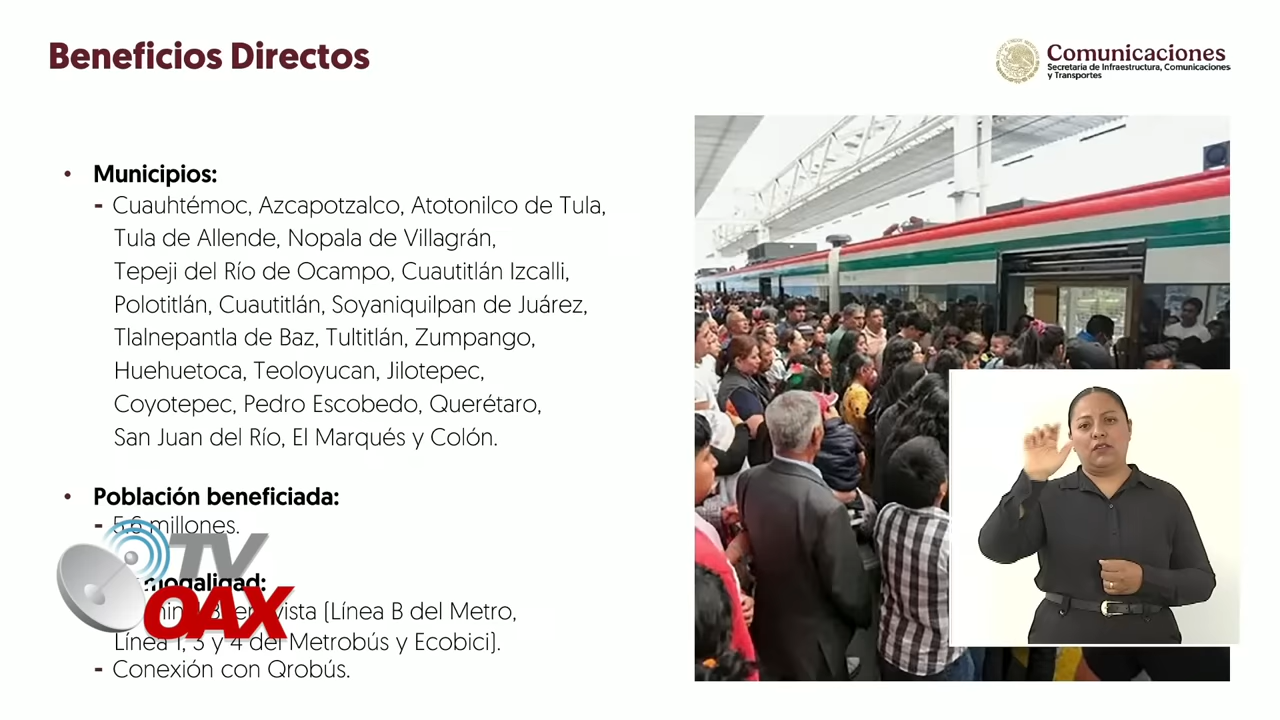 Beneficios Directos
Comunicaciones
Secretaría de Infraestructura, Comunicaciones
y Transportes
• Municipios:
- Cuauhtémoc, Azcapotzalco, Atotonilco de Tula,
Tula de Allende, Nopala de Villagrán,
Tepeji del Río de Ocampo, Cuautitlán Izcalli,
Polotitlán, Cuautitlán, Soyaniquilpan de Juárez,
Tlalnepantla de Baz, Tultitlán, Zumpango,
Huehuetoca, Teoloyucan, Jilotepec,
Coyotepec, Pedro Escobedo, Querétaro,
San Juan del Río, El Marqués y Colón.
• Población beneficiada:
- 5.6 millones.
TV
OAX
(Línea B del Metro,
Línea 1, 3 y 4 del Metrobús y Ecobici).
- Conexión con Qrobús.